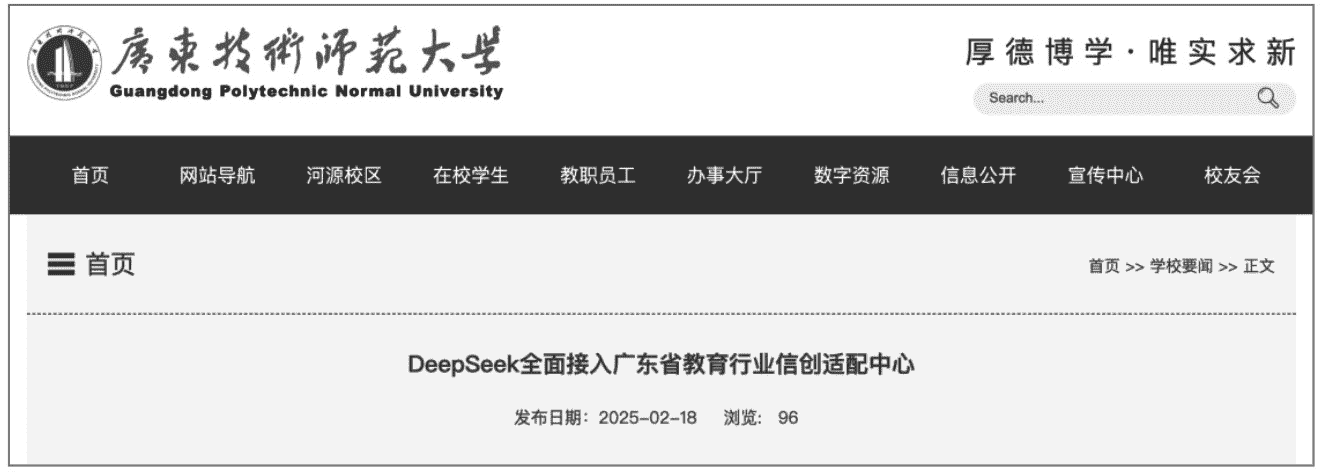 廣東技術師範大學
Guangdong Polytechnic Normal University
厚德博学·唯实求新
Search...
首页 网站导航 河源校区 在校学生 教职员工 办事大厅 数字资源 信息公开 宣传中心 校友会
首页
首页 >> 学校要闻 >> 正文
DeepSeek全面接入广东省教育行业信创适配中心
发布日期：2025-02-18 浏览: 96